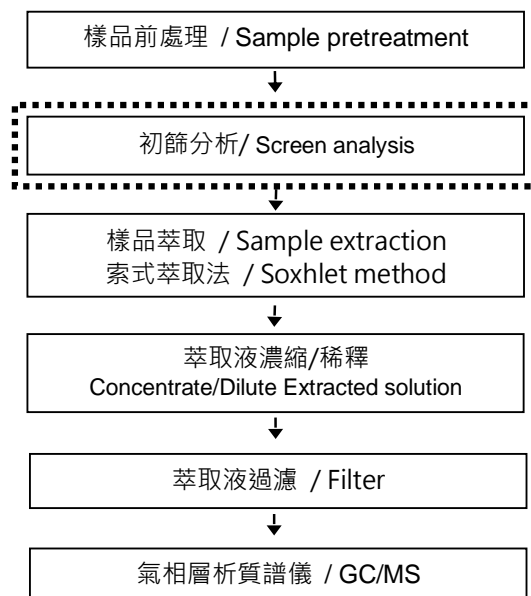 樣品前處理 / Sample pretreatment
初篩分析/ Screen analysis
樣品萃取 / Sample extraction
索式萃取法 / Soxhlet method
萃取液濃縮/稀釋
Concentrate/Dilute Extracted solution
萃取液過濾 / Filter
氣相層析質譜儀 / GC/MS